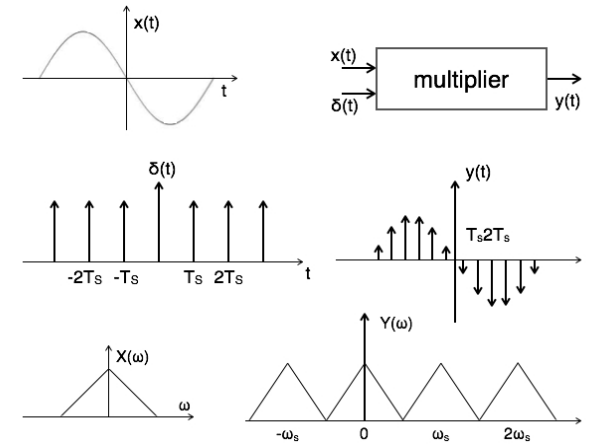 x(t)
t
x(t)
δ(t)
multiplier
y(t)
δ(t)
-2Ts -Ts Ts 2Ts
t
y(t)
Ts2Ts
X(ω)
ω
Y(ω)
-ωs 0 ωs 2ωs